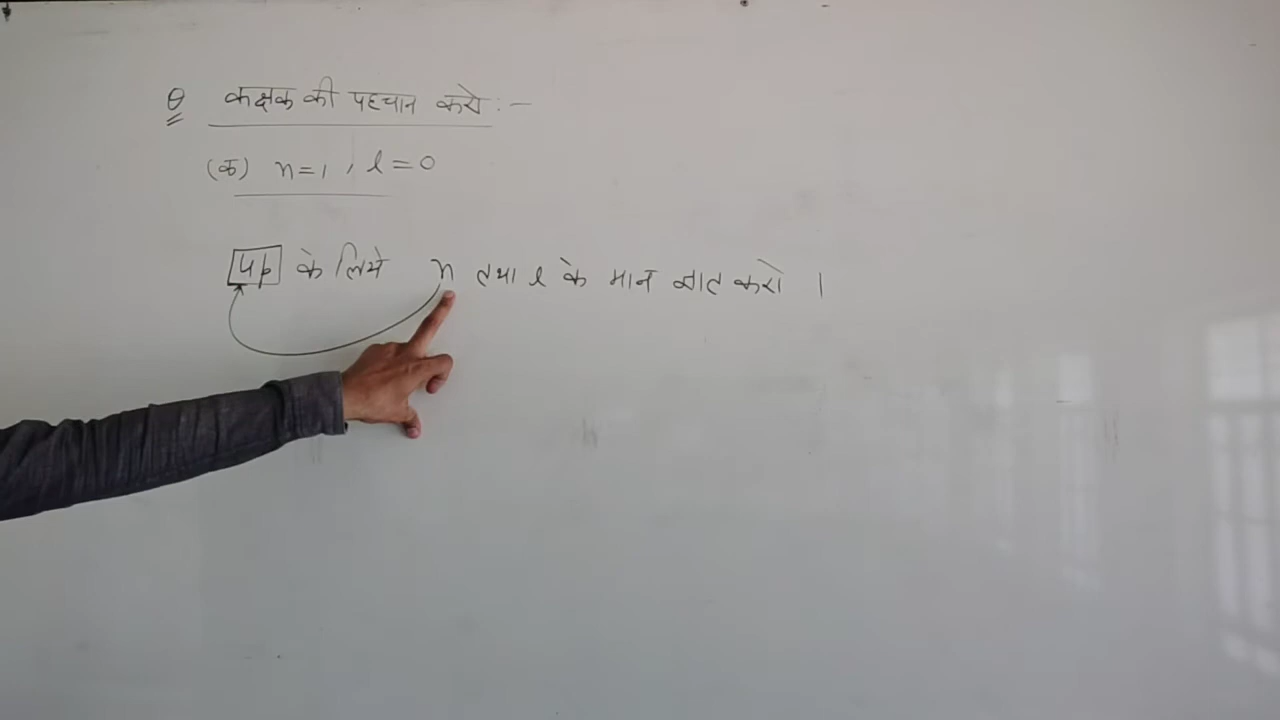 Q कक्षक की पहचान करो :-
(क) n=1 , l=0
4p के लिये n तथा l के मान ज्ञात करो ।